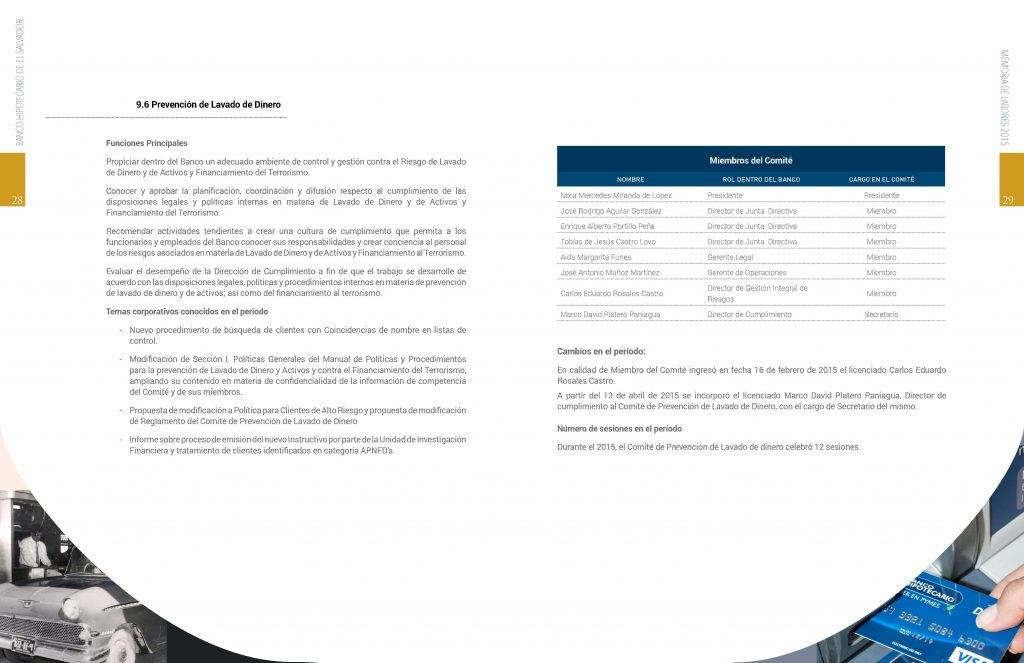 BANCO HIPOTECARIO DE EL SALVADOR
28
9.6 Prevención de Lavado de Dinero
Funciones Principales
Propiciar dentro del Banco un adecuado ambiente de control y gestión contra el Riesgo de Lavado
de Dinero y de Activos y Financiamiento del Terrorismo.
Conocer y aprobar la planificación, coordinación y difusión respecto al cumplimiento de las
disposiciones legales y políticas internas en materia de Lavado de Dinero y de Activos y
Financiamiento del Terrorismo.
Recomendar actividades tendientes a crear una cultura de cumplimiento que permita a los
funcionarios y empleados del Banco conocer sus responsabilidades y crear conciencia al personal
de los riesgos asociados en materia de Lavado de Dinero y de Activos y Financiamiento al Terrorismo.
Evaluar el desempeño de la Dirección de Cumplimiento a fin de que el trabajo se desarrolle de
acuerdo con las disposiciones legales, políticas y procedimientos internos en materia de prevención
de lavado de dinero y de activos; así como del financiamiento al terrorismo.
Temas corporativos conocidos en el período
- Nuevo procedimiento de búsqueda de clientes con Coincidencias de nombre en listas de
control.
- Modificación de Sección I. Políticas Generales del Manual de Políticas y Procedimientos
para la prevención de Lavado de Dinero y Activos y contra el Financiamiento del Terrorismo,
ampliando su contenido en materia de confidencialidad de la información de competencia
del Comité y de sus miembros.
- Propuesta de modificación a Política para Clientes de Alto Riesgo y propuesta de modificación
de Reglamento del Comité de Prevención de Lavado de Dinero
- Informe sobre proceso de emisión del nuevo Instructivo por parte de la Unidad de Investigación
Financiera y tratamiento de clientes identificados en categoría APNFD's.
MEMORIA DE LABORES 2015
29
Miembros del Comité
NOMBRE ROL DENTRO DEL BANCO CARGO EN EL COMITÉ
Nora Mercedes Miranda de López Presidente Presidente
José Rodrigo Aguilar González Director de Junta Directiva Miembro
Enrique Alberto Portillo Peña Director de Junta Directiva Miembro
Tobías de Jesús Castro Lovo Director de Junta Directiva Miembro
Aida Margarita Funes Gerente Legal Miembro
José Antonio Muñoz Martínez Gerente de Operaciones Miembro
Carlos Eduardo Rosales Castro Director de Gestión Integral de
Riesgos Miembro
Marco David Platero Paniagua Director de Cumplimiento Secretario
Cambios en el período:
En calidad de Miembro del Comité ingresó en fecha 16 de febrero de 2015 el licenciado Carlos Eduardo
Rosales Castro.
A partir del 13 de abril de 2015 se incorporó el licenciado Marco David Platero Paniagua, Director de
cumplimiento al Comité de Prevención de Lavado de Dinero, con el cargo de Secretario del mismo.
Número de sesiones en el período
Durante el 2015, el Comité de Prevención de Lavado de dinero celebró 12 sesiones.
BANCO
HIPOTECARIO
EN PYMES
VISA